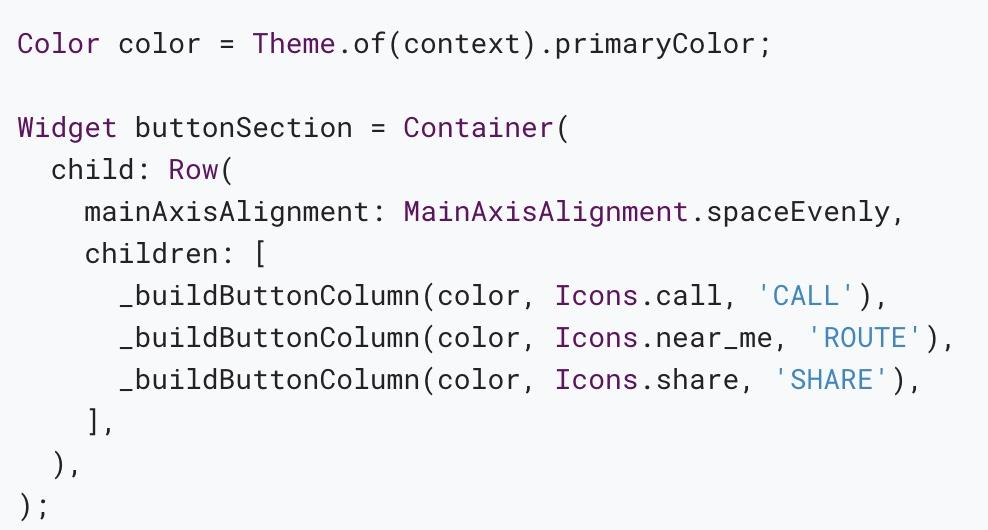 Color color = Theme.of(context).primaryColor;

Widget buttonSection = Container(
  child: Row(
    mainAxisAlignment: MainAxisAlignment.spaceEvenly,
    children: [
      _buildButtonColumn(color, Icons.call, 'CALL'),
      _buildButtonColumn(color, Icons.near_me, 'ROUTE'),
      _buildButtonColumn(color, Icons.share, 'SHARE'),
    ],
  ),
);